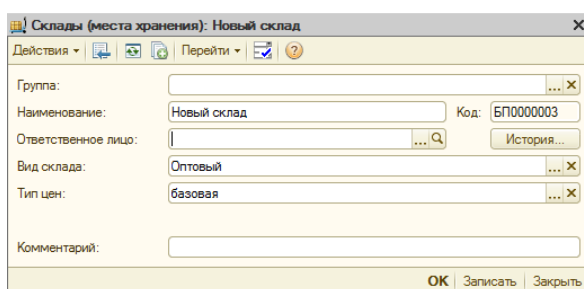 Склады (места хранения): Новый склад
Действия Перейти
Группа: ...
Наименование: Новый склад Код: БП0000003
Ответственное лицо: ... История...
Вид склада: Оптовый ...
Тип цен: базовая ...
Комментарий:
ОК Записать Закрыть